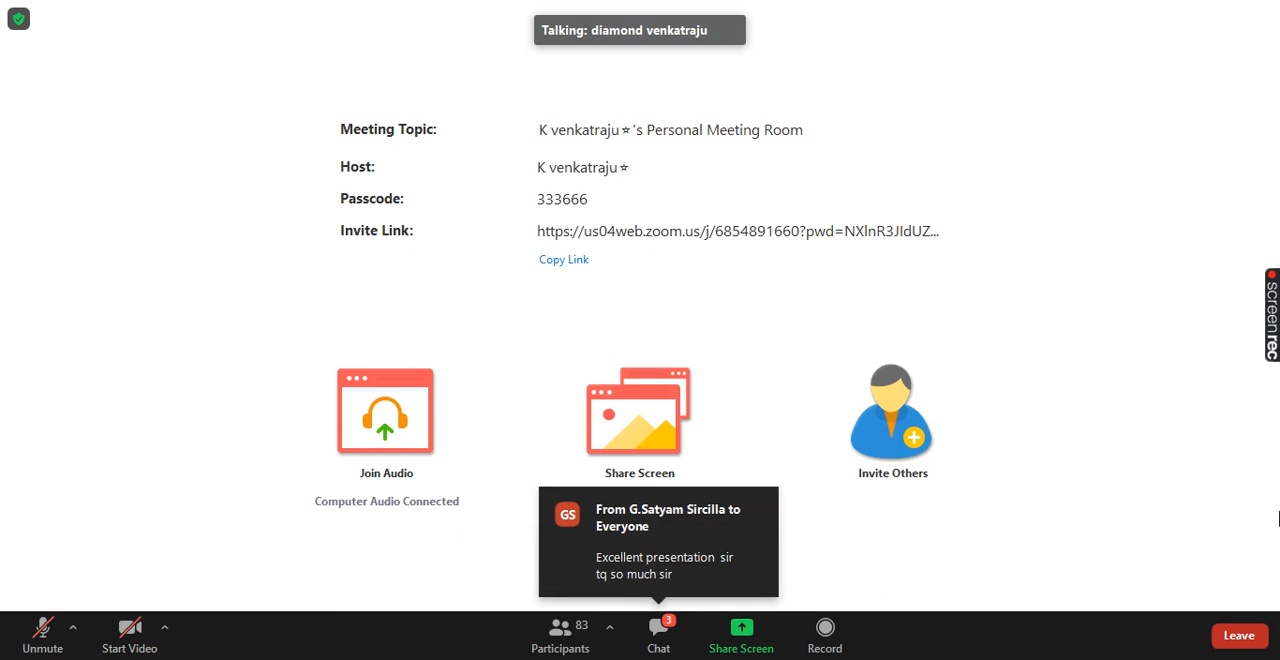 Talking: diamond venkatraju
Meeting Topic: K venkatraju☆'s Personal Meeting Room
Host: K venkatraju☆
Passcode: 333666
Invite Link: https://us04web.zoom.us/j/6854891660?pwd=NXlnR3JIdUZ...
Copy Link
screenrec
Join Audio Share Screen Invite Others
Computer Audio Connected
GS From G.Satyam Sircilla to
Everyone
Excellent presentation sir
tq so much sir
83 3
Unmute Start Video Participants Chat Share Screen Record Leave